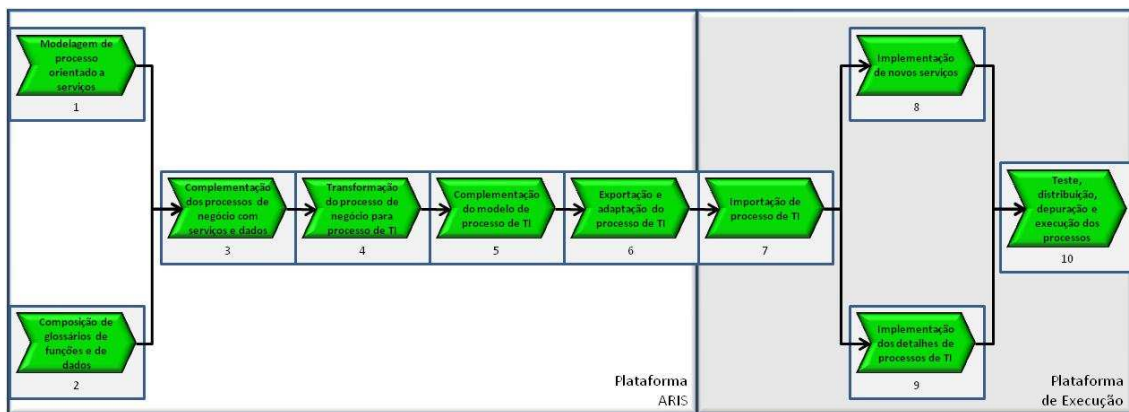 Modelagem de
processo
orientado a
serviços
1
Composição de
glossários de
funções e de
dados
2
Complementação
dos processos de
negócio com
serviços e dados
3
Transformação
do processo de
negócio para
processo de TI
4
Complementação
do modelo de
processo de TI
5
Exportação e
adaptação do
processo de TI
6
Importação de
processo de TI
7
Implementação
de novos serviços
8
Implementação
dos detalhes de
processos de TI
9
Teste,
distribuição,
depuração e
execução dos
processos
10
Plataforma
ARIS
Plataforma
de Execução